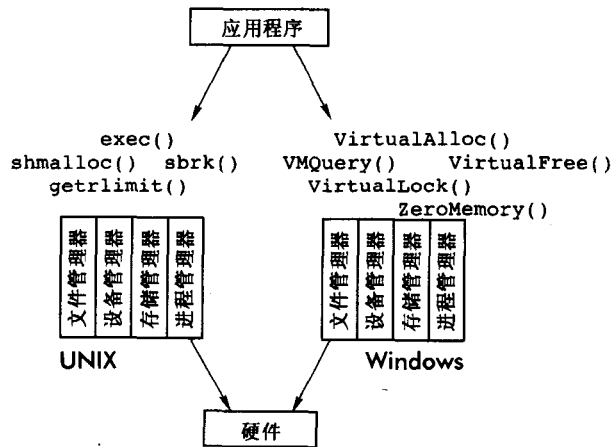 应用程序
exec()
VirtualAlloc()
shmalloc() sbrk()
VMQuery() VirtualFree()
getrlimit()
VirtualLock()
ZeroMemory()
文件管理器
设备管理器
存储管理器
进程管理器
文件管理器
设备管理器
存储管理器
进程管理器
UNIX
Windows
硬件